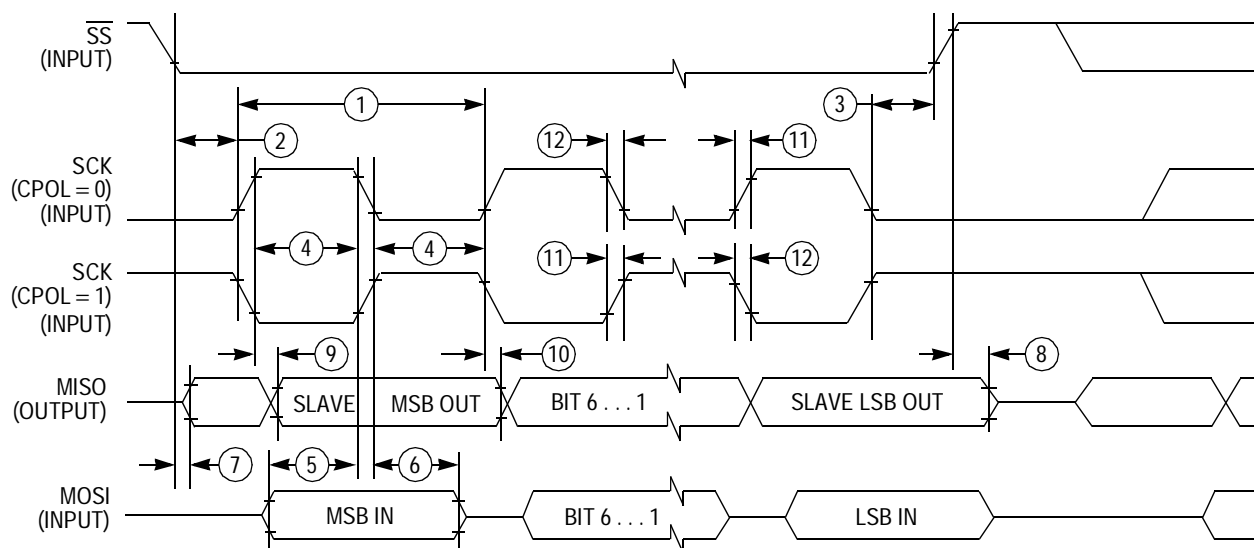 SS
(INPUT)
1
3
2
12
11
SCK
(CPOL = 0)
(INPUT)
4
4
SCK
(CPOL = 1)
(INPUT)
11
12
9
10
8
MISO
(OUTPUT)
SLAVE
MSB OUT
BIT 6 . . . 1
SLAVE LSB OUT
7
5
6
MOSI
(INPUT)
MSB IN
BIT 6 . . . 1
LSB IN